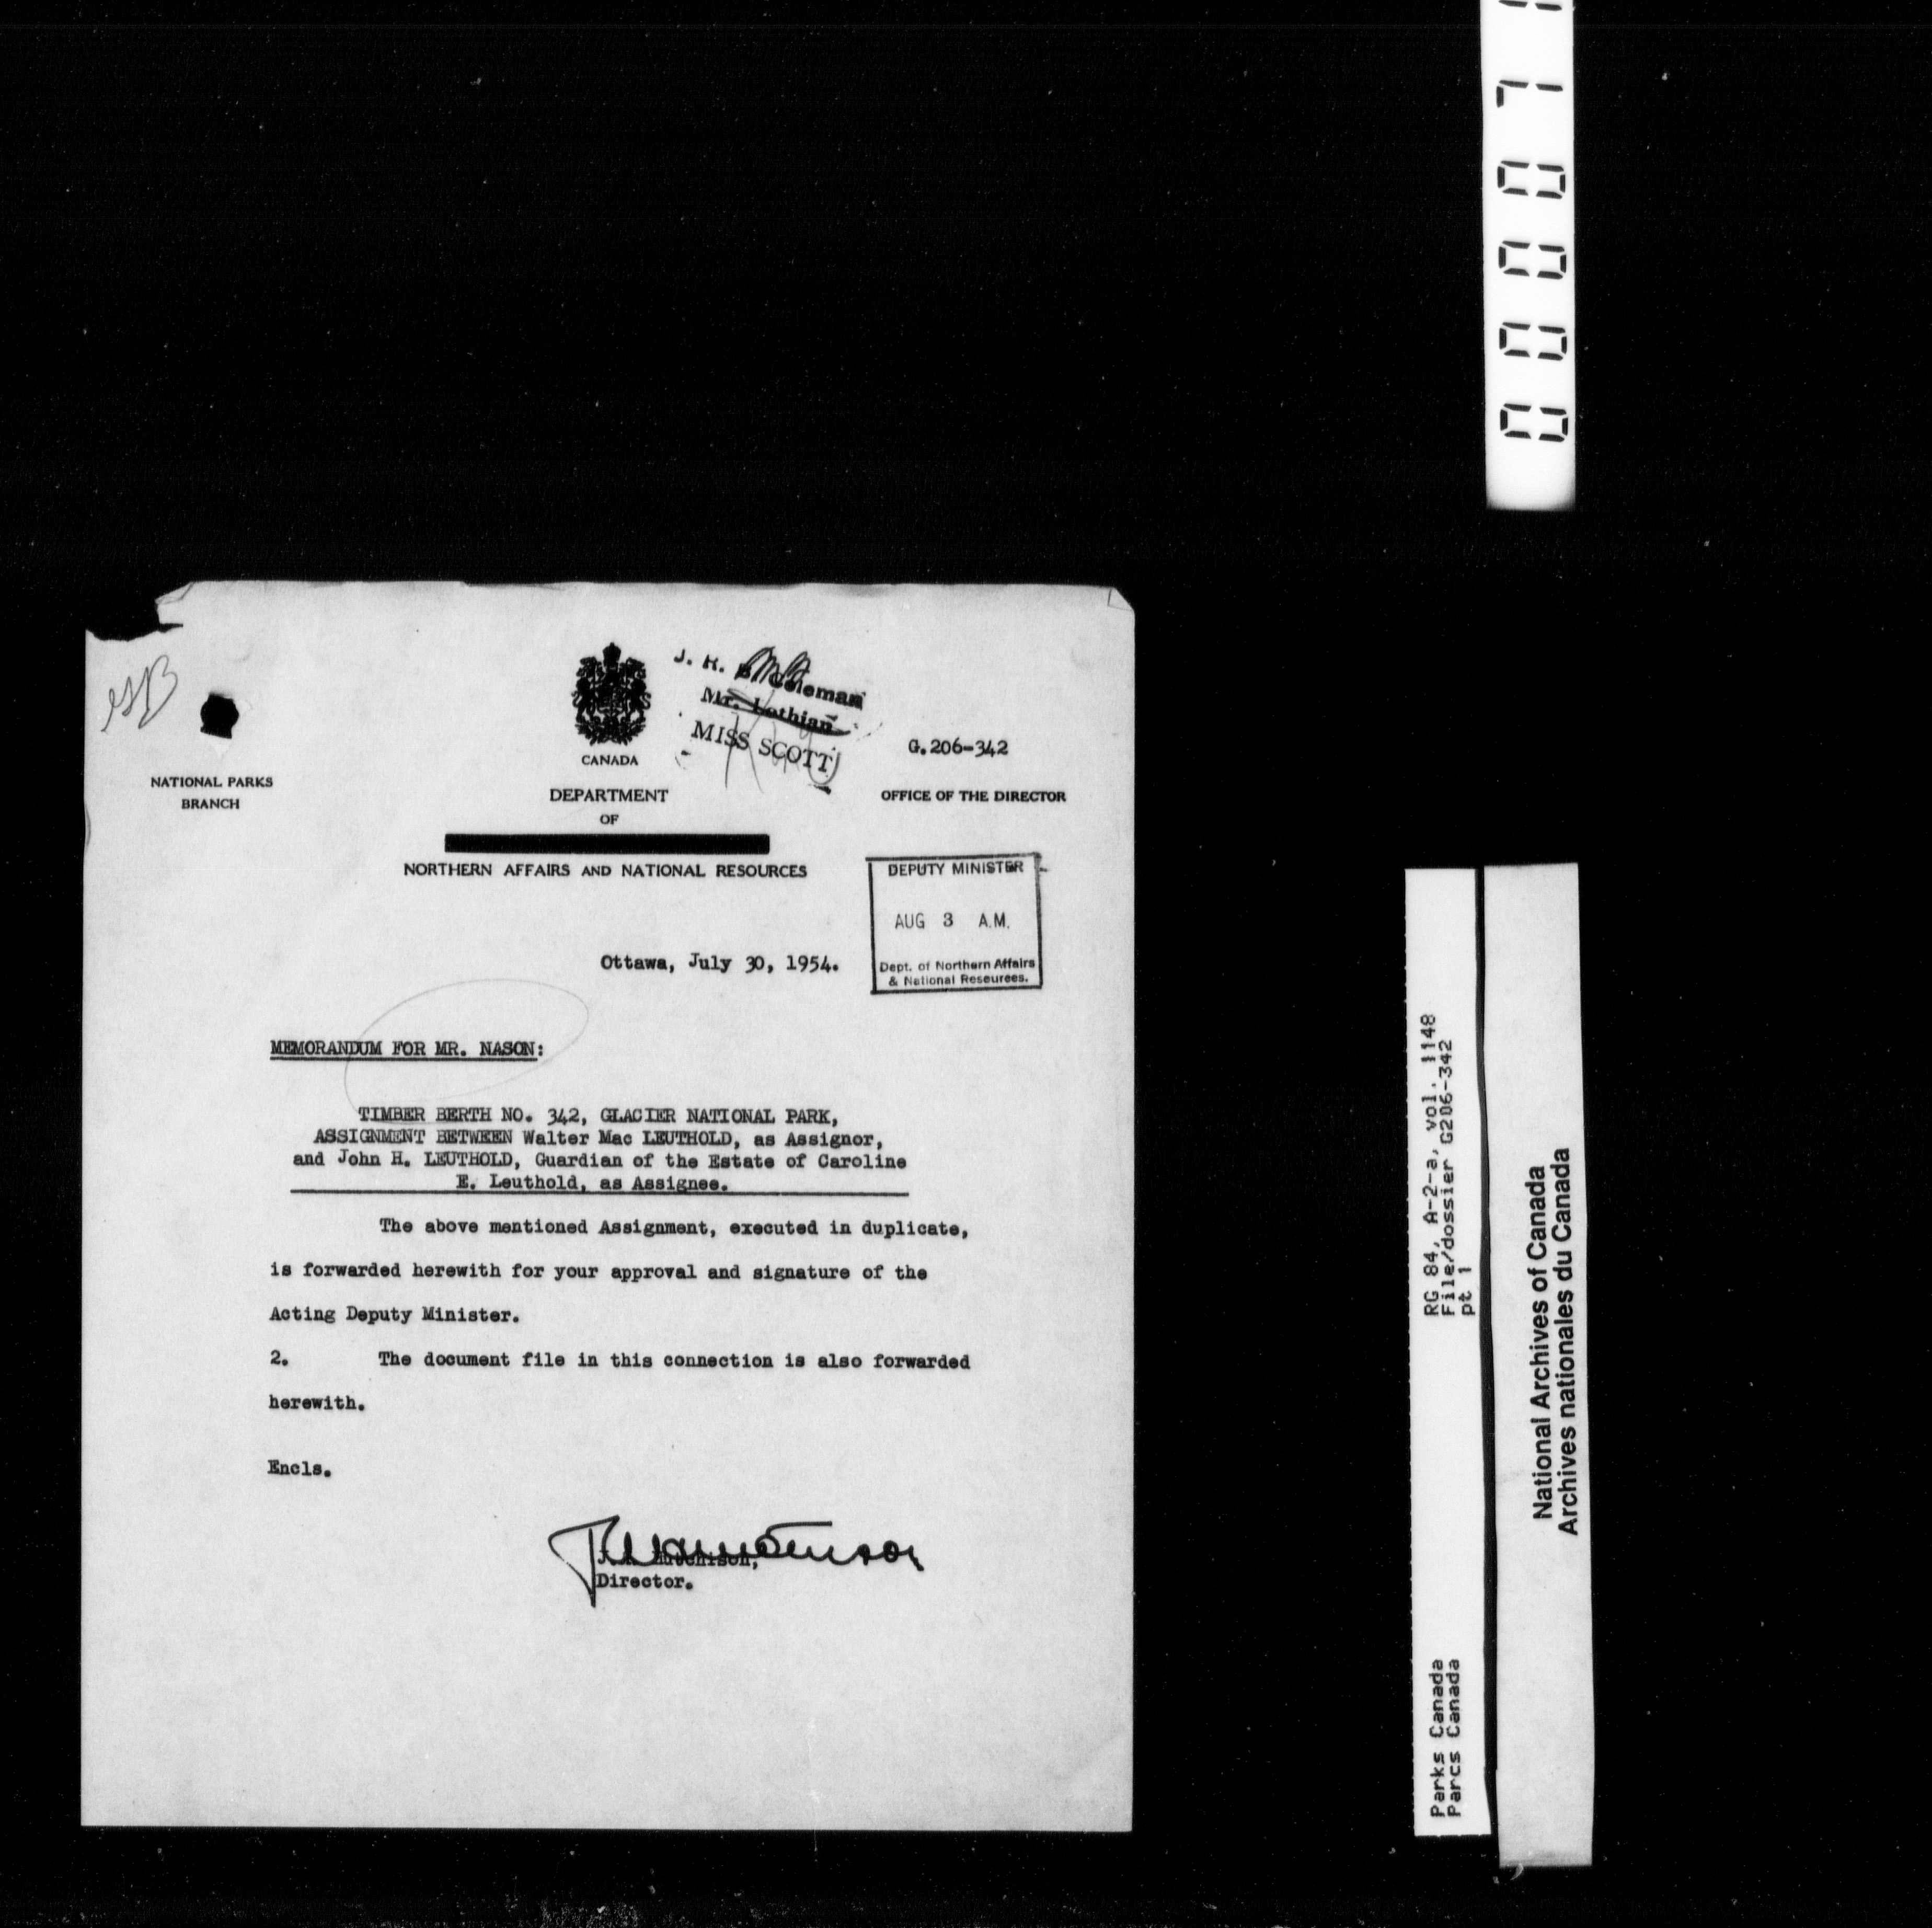 J. R. B. Coleman
Mr. Lothian
MISS SCOTT
G.206-342
CANADA
NATIONAL PARKS
BRANCH
DEPARTMENT
OF
OFFICE OF THE DIRECTOR
NORTHERN AFFAIRS AND NATIONAL RESOURCES
DEPUTY MINISTER
AUG 3 A.M.
Dept. of Northern Affairs
& National Resources.
Ottawa, July 30, 1954.
MEMORANDUM FOR MR. NASON:
TIMBER BERTH NO. 342, GLACIER NATIONAL PARK,
ASSIGNMENT BETWEEN Walter Mac LEUTHOLD, as Assignor,
and John H. LEUTHOLD, Guardian of the Estate of Caroline
E. Leuthold, as Assignee.
The above mentioned Assignment, executed in duplicate,
is forwarded herewith for your approval and signature of the
Acting Deputy Minister.
2. The document file in this connection is also forwarded
herewith.
Encls.
Hutchison,
Director.
RG 84, A-2-a, vol. 1148
File/dossier G206-342
pt 1
Parks Canada
Parcs Canada
National Archives of Canada
Archives nationales du Canada